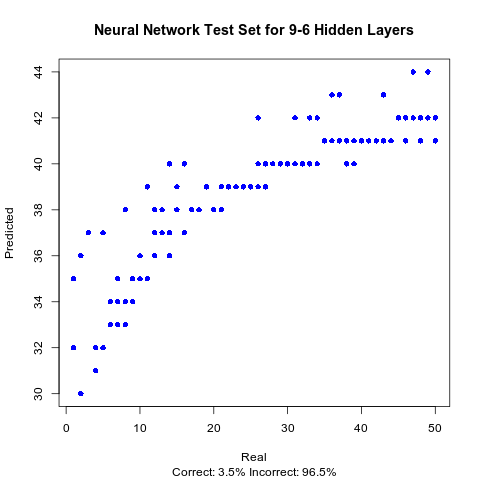 Neural Network Test Set for 9-6 Hidden Layers
44
42
40
38
36
34
32
30
Predicted
0 10 20 30 40 50
Real
Correct: 3.5% Incorrect: 96.5%